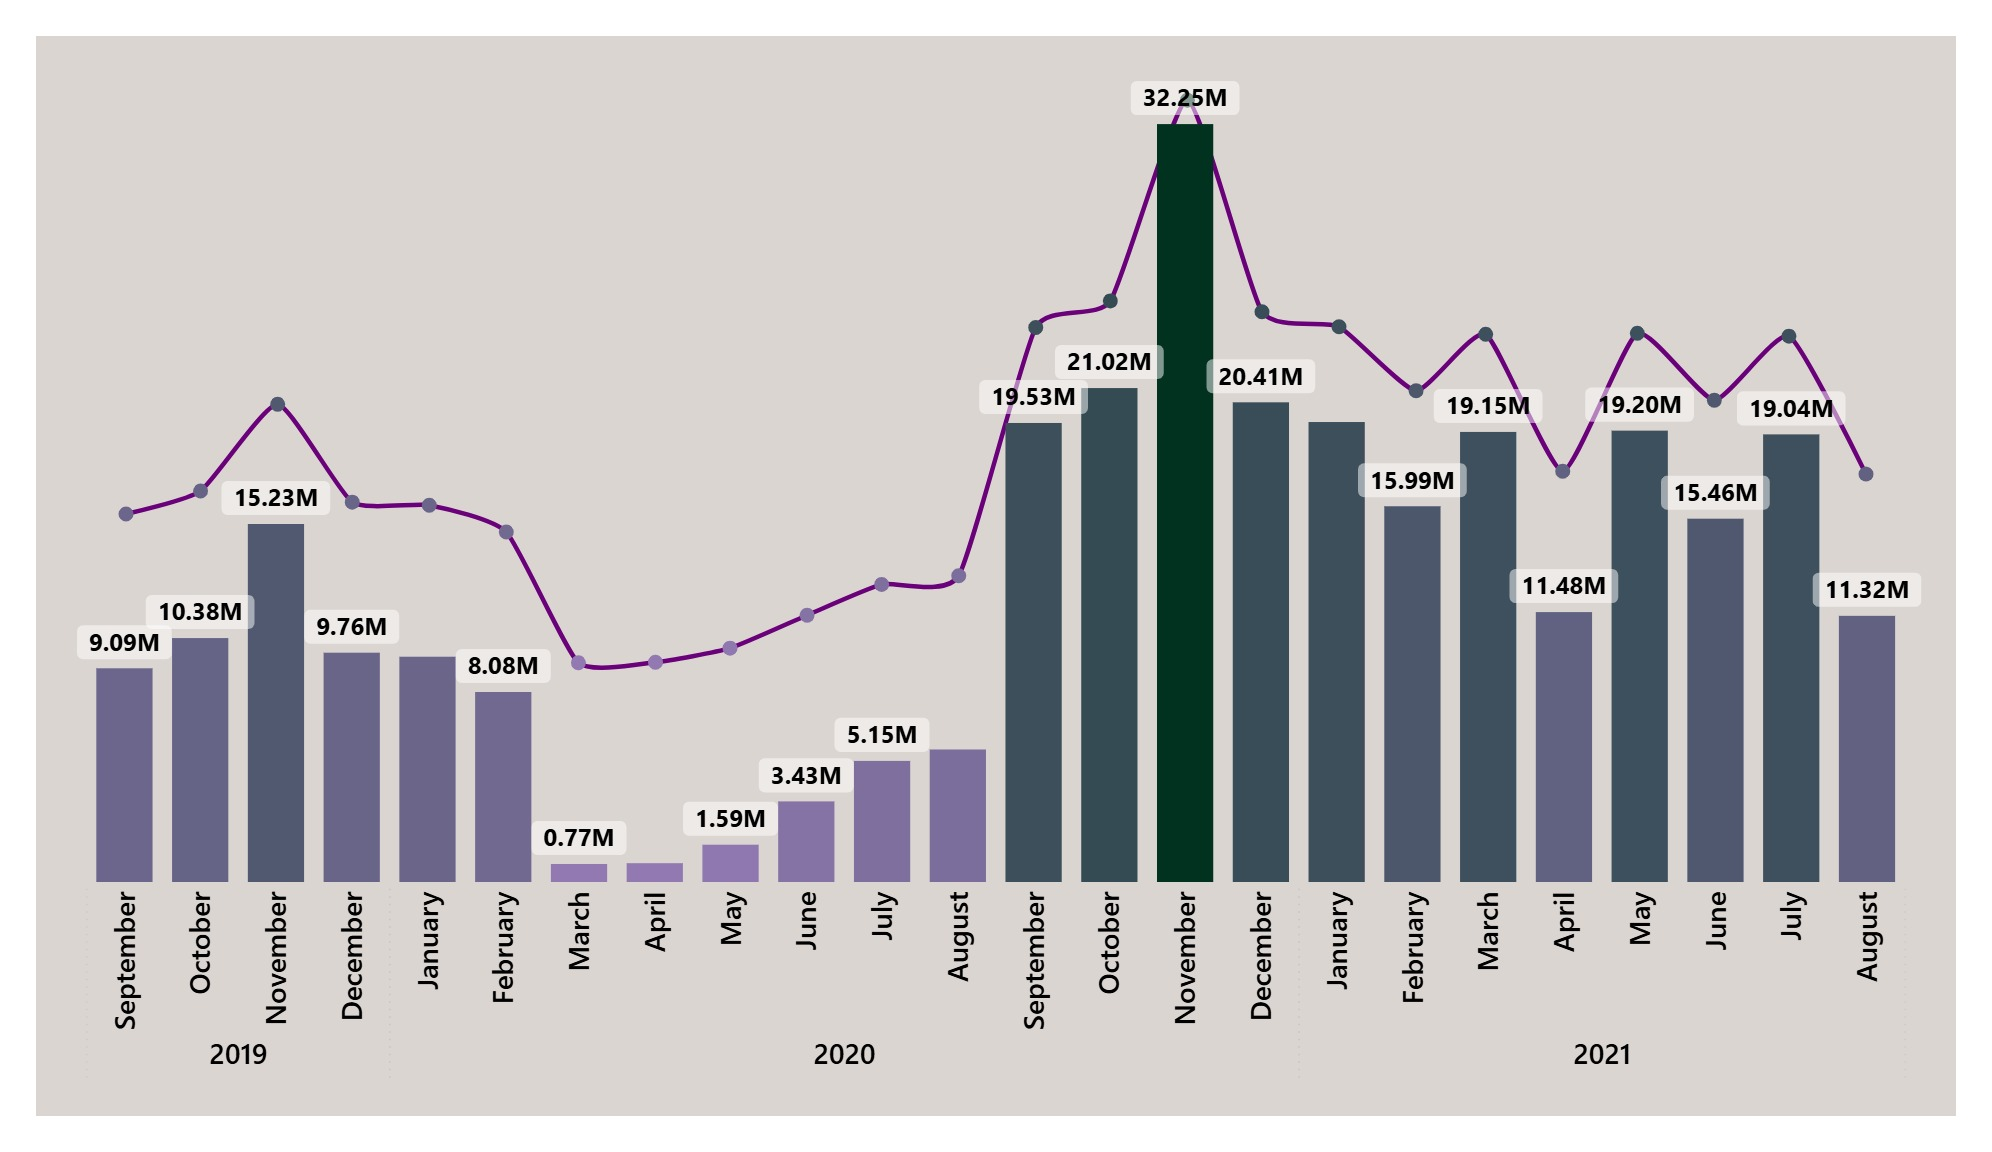 32.25M
21.02M
20.41M
19.53M
19.15M
19.20M
19.04M
15.99M
15.46M
15.23M
11.48M
11.32M
10.38M
9.76M
9.09M
8.08M
5.15M
3.43M
1.59M
0.77M
September October November December January February March April May June July August September October November December January February March April May June July August
2019 2020 2021